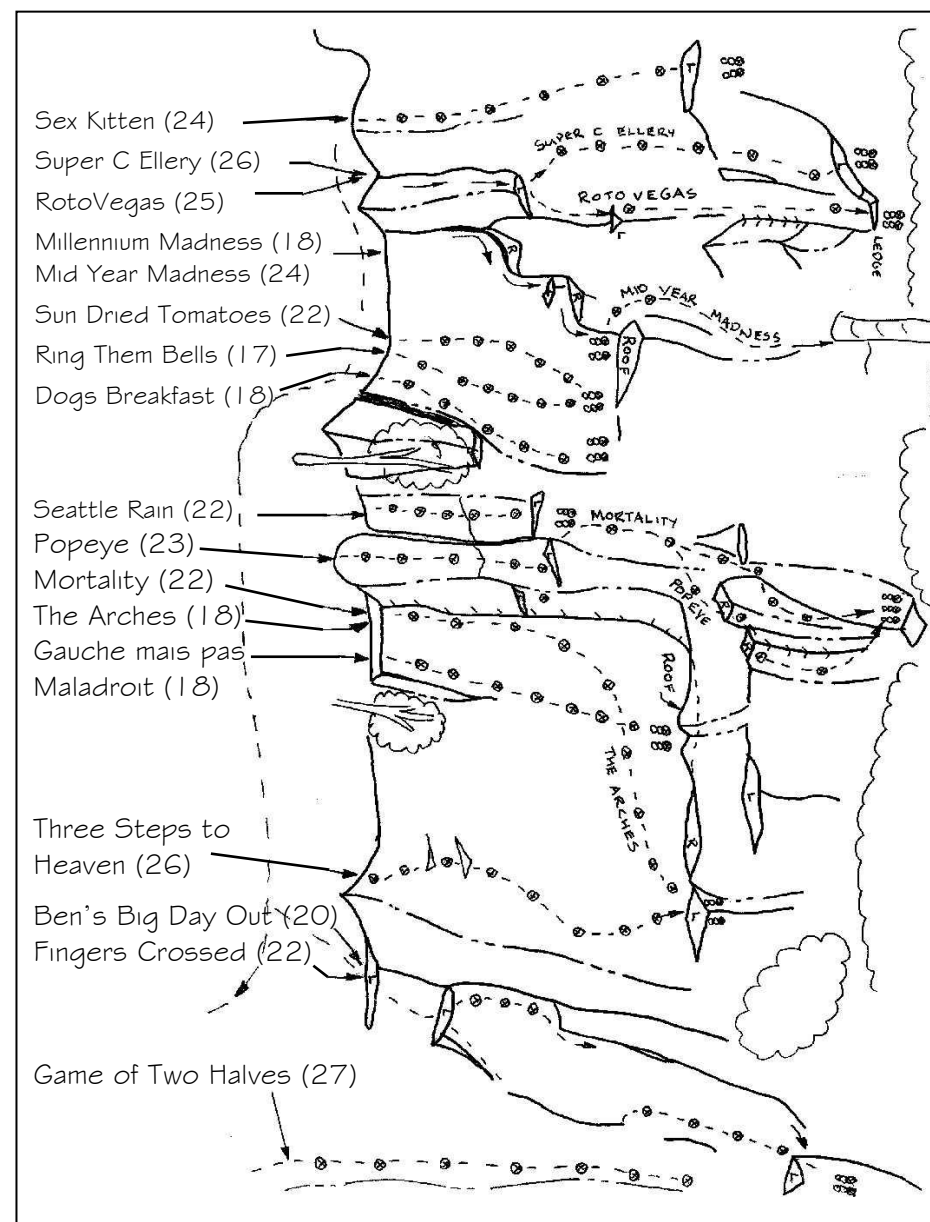 Sex Kitten (24)
Super C Ellery (26)
RotoVegas (25)
Millennium Madness (18)
Mid Year Madness (24)
Sun Dried Tomatoes (22)
Ring Them Bells (17)
Dogs Breakfast (18)
Seattle Rain (22)
Popeye (23)
Mortality (22)
The Arches (18)
Gauche mais pas
Maladroit (18)
Three Steps to
Heaven (26)
Ben's Big Day Out (20)
Fingers Crossed (22)
Game of Two Halves (27)
SUPER C ELLERY
ROTO VEGAS
LEDGE
MID YEAR
MADNESS
ROOF
MORTALITY
POPEYE
ROOF
THE ARCHES
L
L
L
R
L
R
R
L
R
L
L
L
L